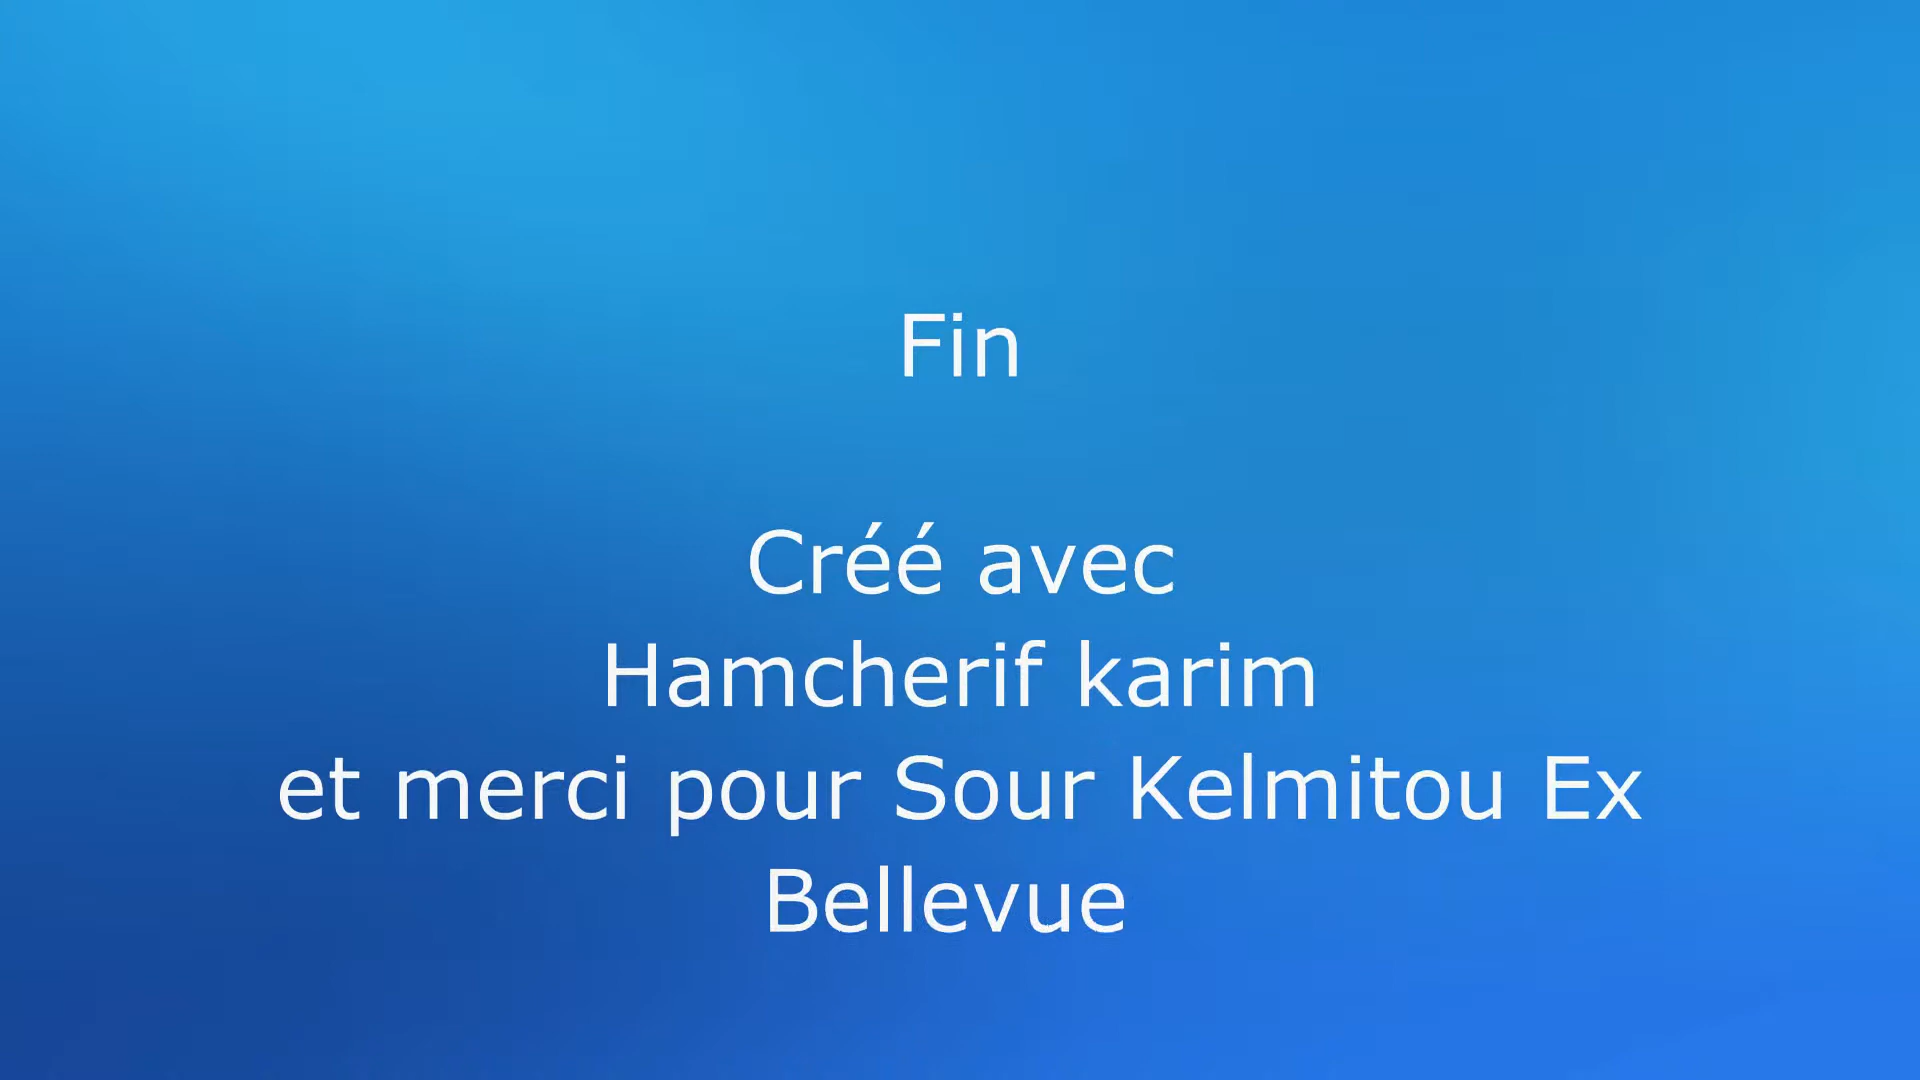 Fin
Créé avec
Hamcherif karim
et merci pour Sour Kelmitou Ex
Bellevue